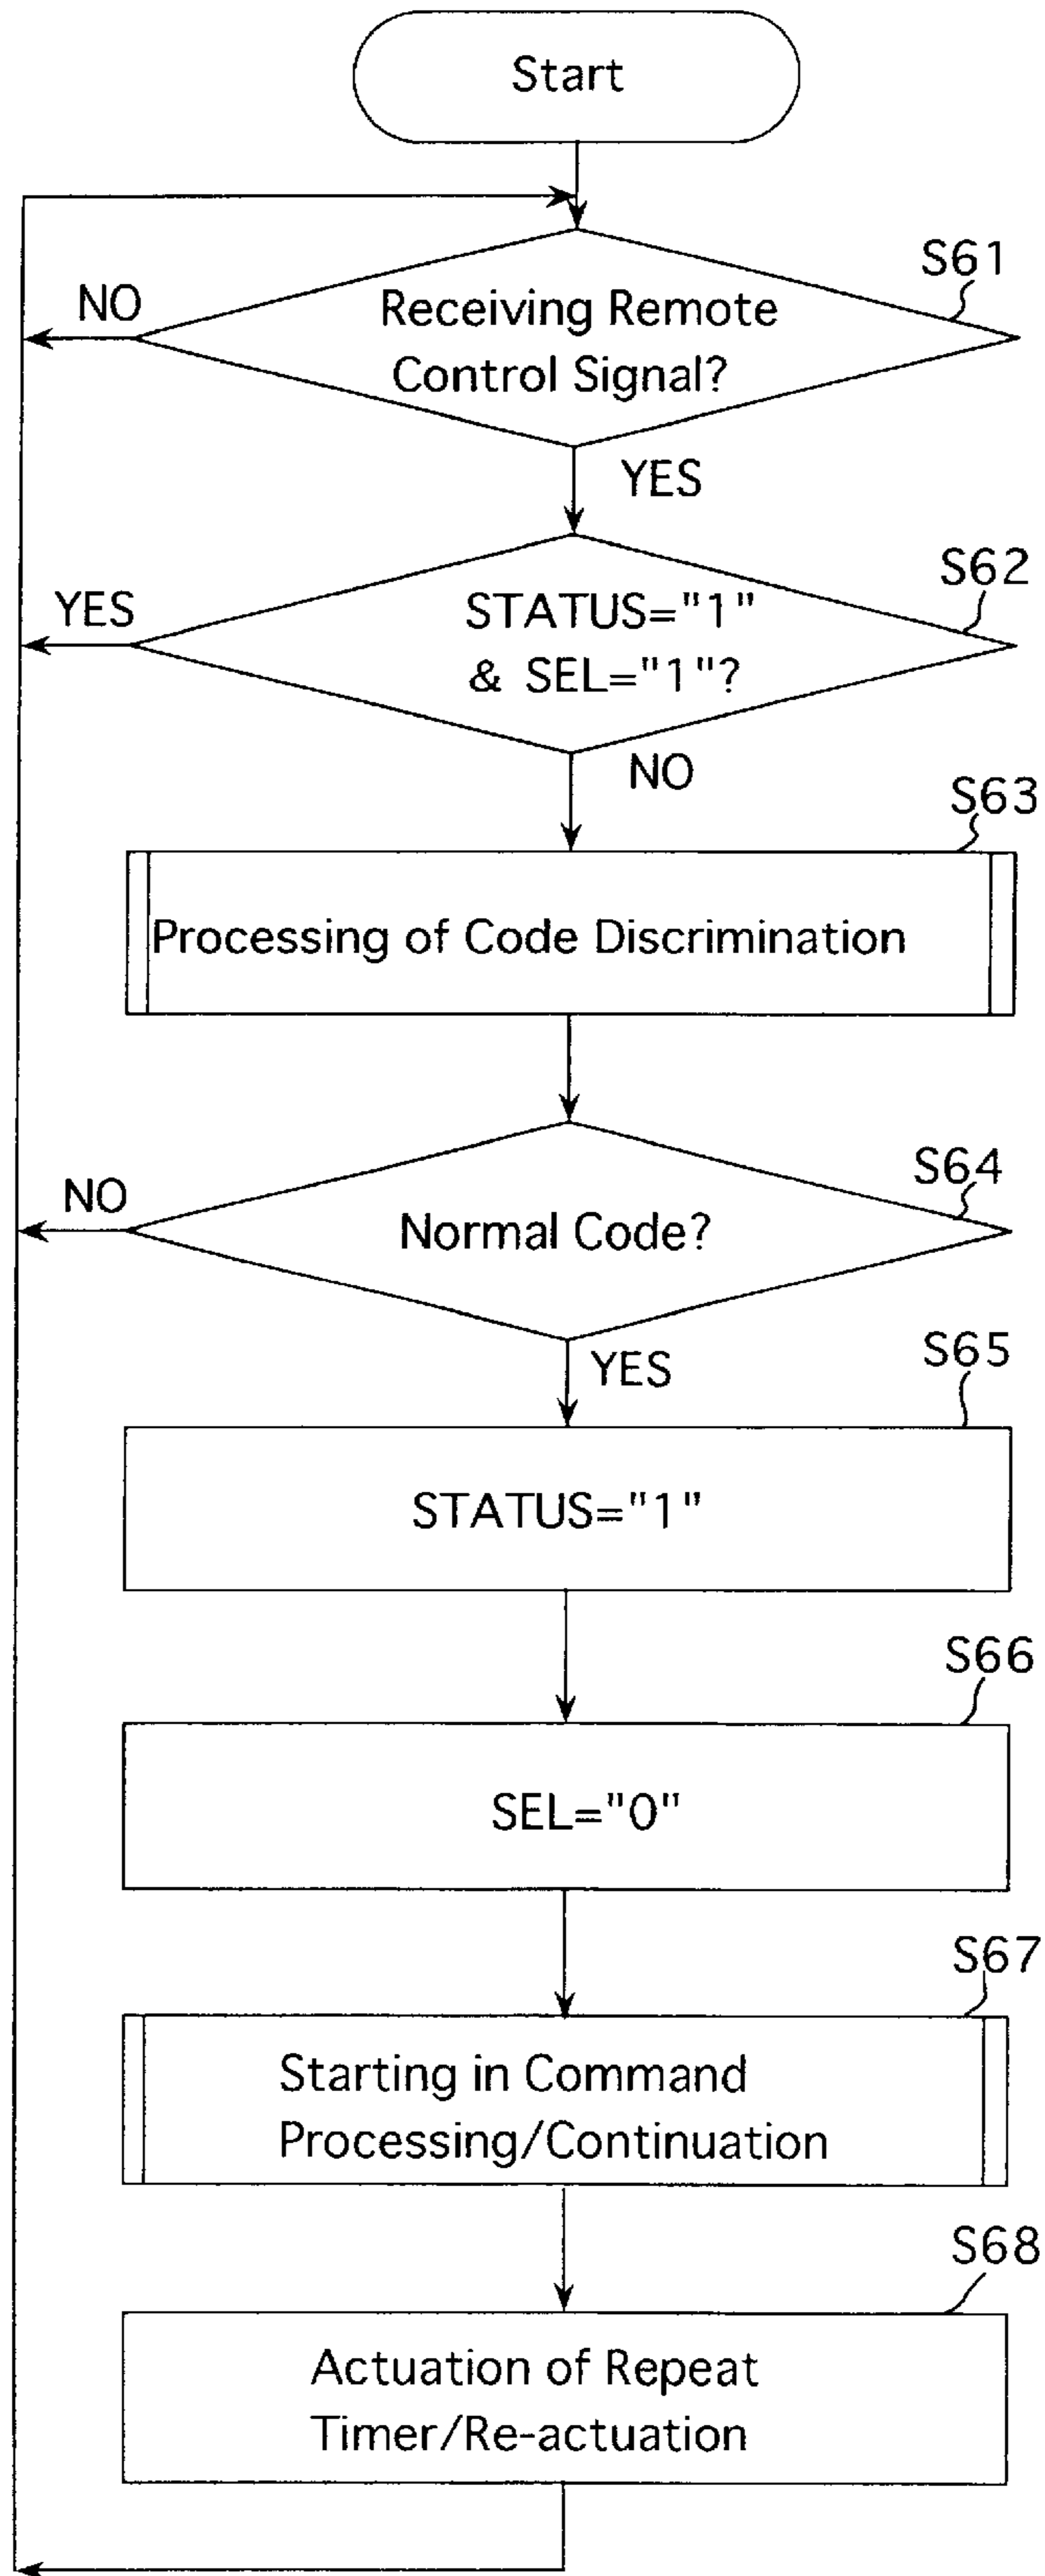 Start
S61
NO
Receiving Remote
Control Signal?
YES
S62
YES
STATUS="1"
& SEL="1"?
NO
S63
Processing of Code Discrimination
S64
NO
Normal Code?
YES
S65
STATUS="1"
S66
SEL="0"
S67
Starting in Command
Processing/Continuation
S68
Actuation of Repeat
Timer/Re-actuation